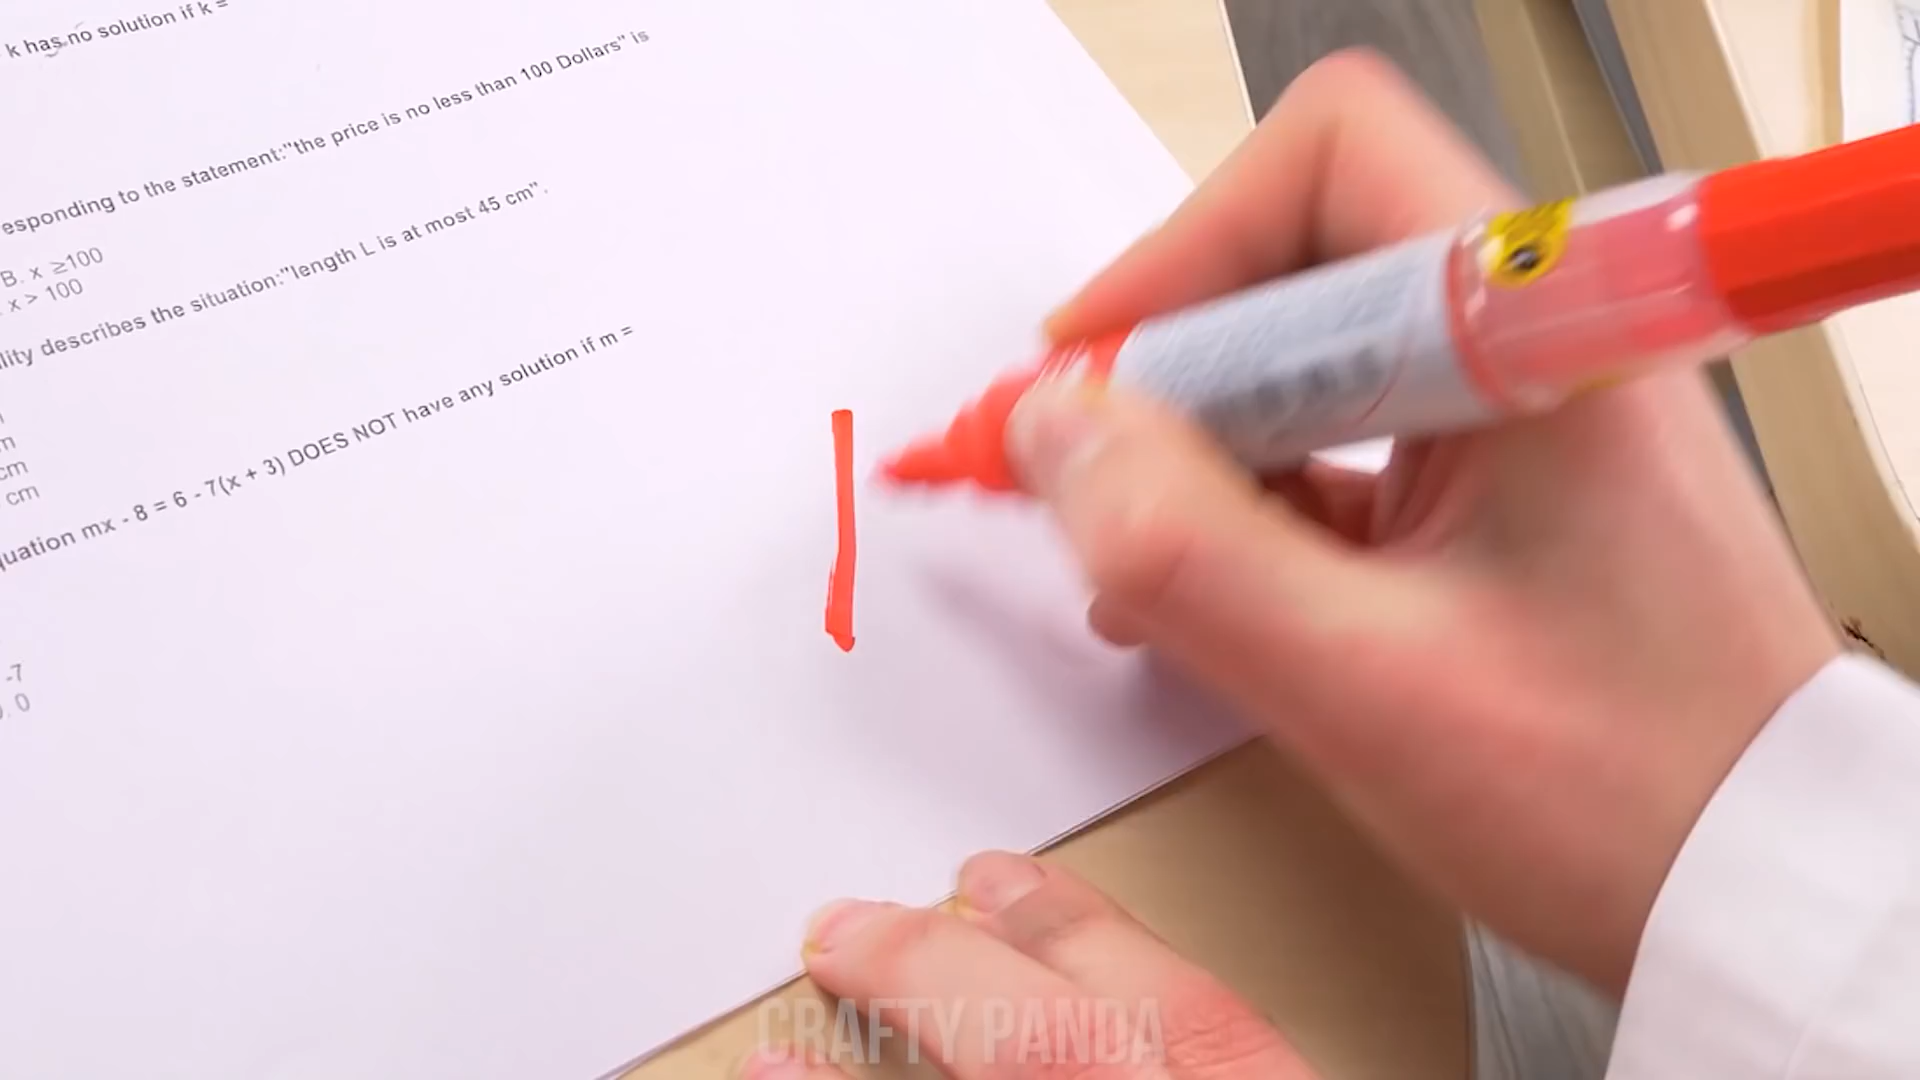 k has no solution if k =
esponding to the statement:"the price is no less than 100 Dollars" is
B. x ≥100
x > 100
lity describes the situation:"length L is at most 45 cm".
m
cm
cm
quation mx - 8 = 6 - 7(x + 3) DOES NOT have any solution if m =
-7
). 0
CRAFTY PANDA